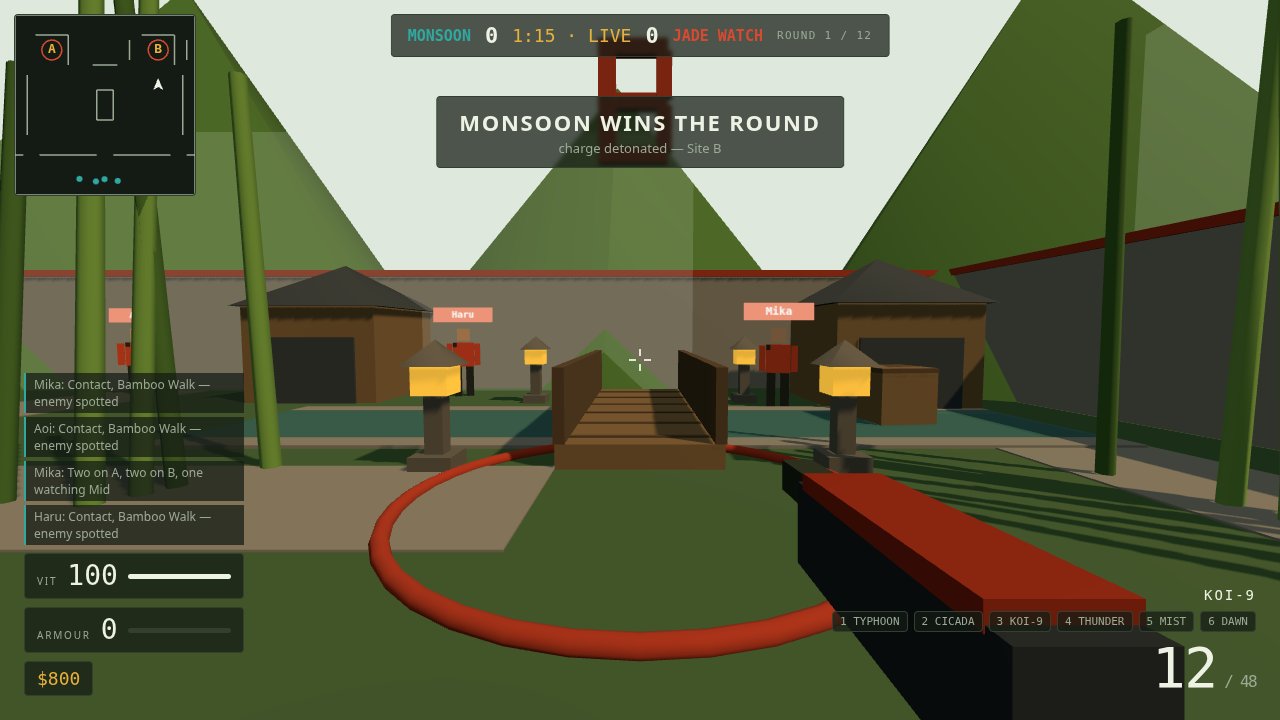 A
B
MONSOON 0 1:15 · LIVE 0 JADE WATCH ROUND 1 / 12
MONSOON WINS THE ROUND
charge detonated — Site B
Haru
Mika
Mika: Contact, Bamboo Walk —
enemy spotted
Aoi: Contact, Bamboo Walk —
enemy spotted
Mika: Two on A, two on B, one
watching Mid
Haru: Contact, Bamboo Walk —
enemy spotted
VIT 100
ARMOUR 0
$800
KOI-9
1 TYPHOON 2 CICADA 3 KOI-9 4 THUNDER 5 MIST 6 DAWN
12 / 48